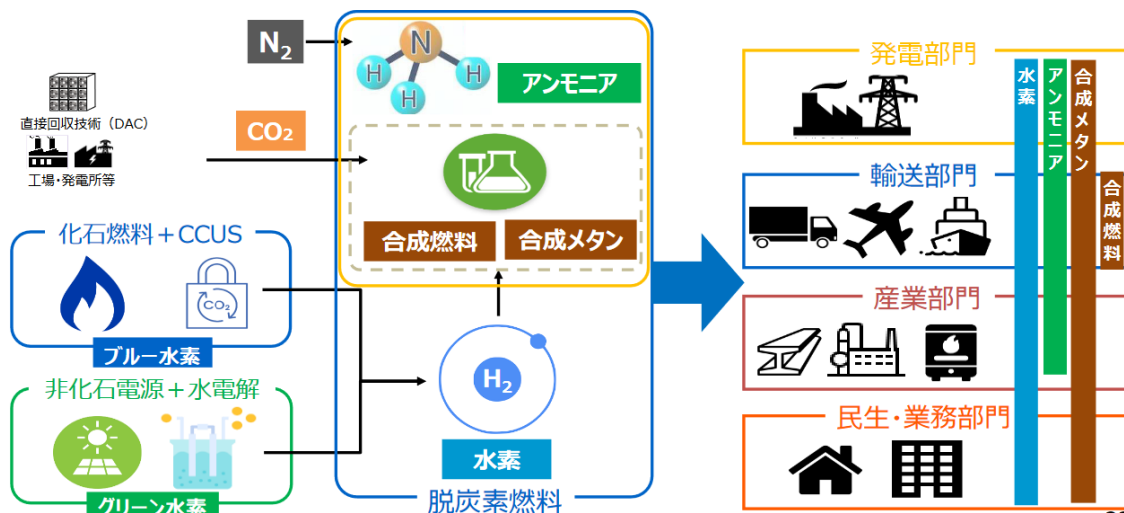 N₂
N
H
H
H
アンモニア
直接回収技術（DAC）
工場・発電所等
CO₂
合成燃料
合成メタン
化石燃料＋CCUS
CO₂
ブルー水素
非化石電源＋水電解
グリーン水素
H₂
水素
脱炭素燃料
発電部門
輸送部門
産業部門
民生・業務部門
水素
アンモニア
合成メタン
合成燃料